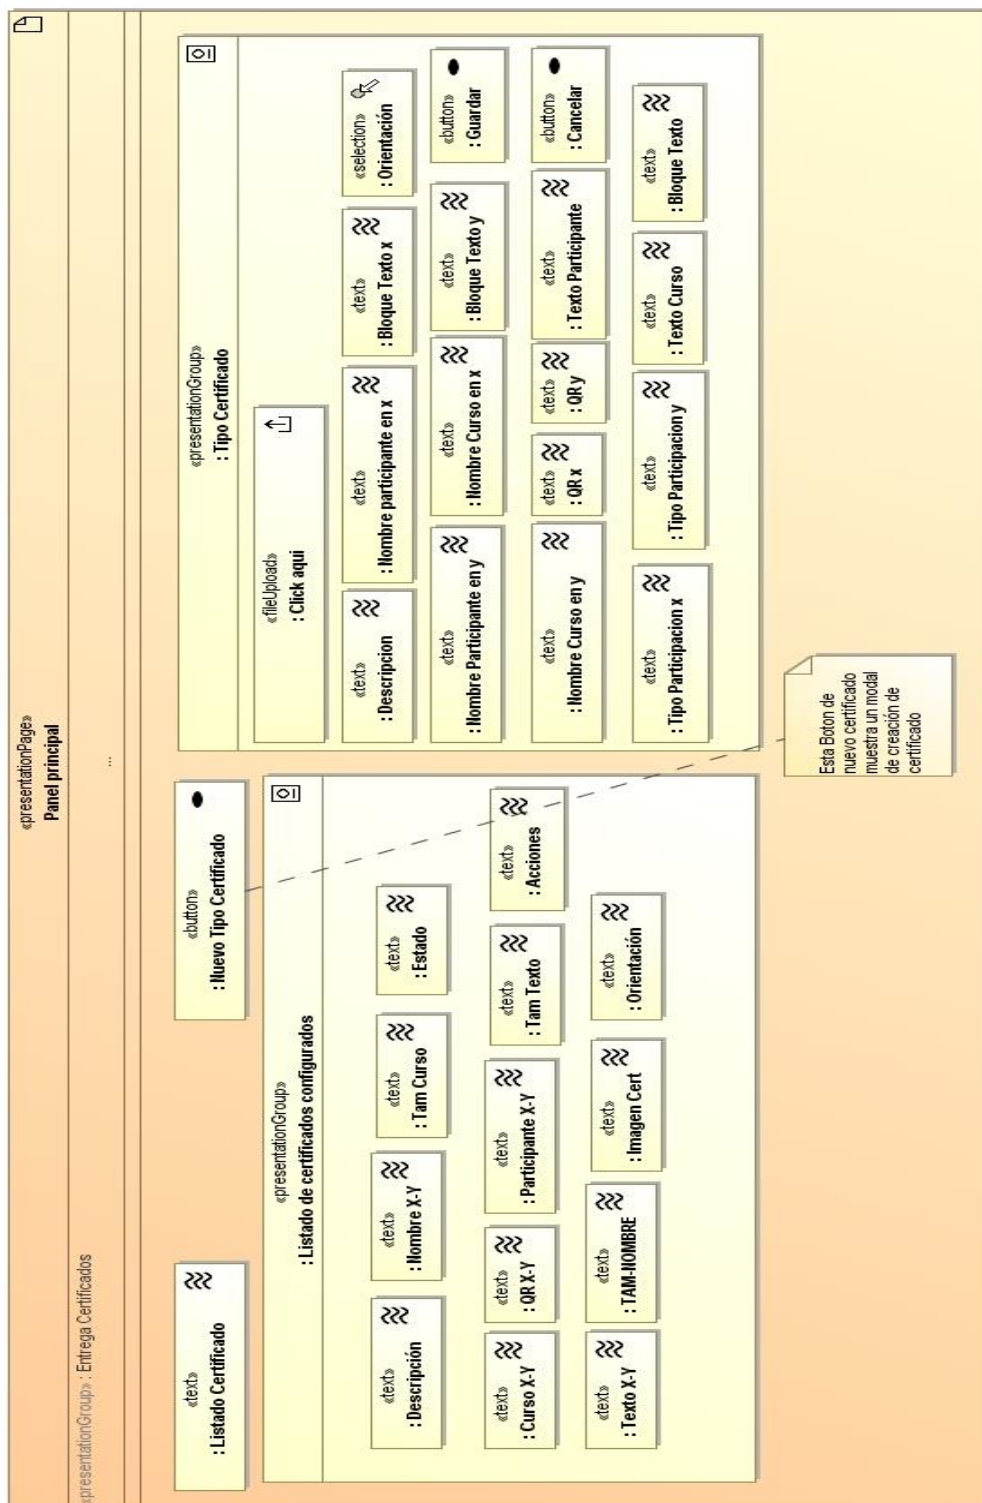 «presentationPage»
Panel principal
«presentationGroup» : Entrega Certificados
...
«text»
: Listado Certificado
«button»
: Nuevo Tipo Certificado
«presentationGroup»
: Listado de certificados configurados
«text»
: Descripción
«text»
: Nombre X-Y
«text»
: Tam Curso
«text»
: Estado
«text»
: Curso X-Y
«text»
: QR X-Y
«text»
: Participante X-Y
«text»
: Tam Texto
«text»
: Acciones
«text»
: Texto X-Y
«text»
: TAM-NOMBRE
«text»
: Imagen Cert
«text»
: Orientación
«presentationGroup»
: Tipo Certificado
«fileUpload»
: Click aqui
«text»
: Descripcion
«text»
: Nombre participante en x
«text»
: Bloque Texto x
«selection»
: Orientación
«text»
: Nombre Participante en y
«text»
: Nombre Curso en x
«text»
: Bloque Texto y
«button»
: Guardar
«text»
: Nombre Curso en y
«text»
: QR x
«text»
: QR y
«text»
: Texto Participante
«button»
: Cancelar
«text»
: Tipo Participacion x
«text»
: Tipo Participacion y
«text»
: Texto Curso
«text»
: Bloque Texto
Esta Boton de
nuevo certificado
muestra un modal
de creación de
certificado